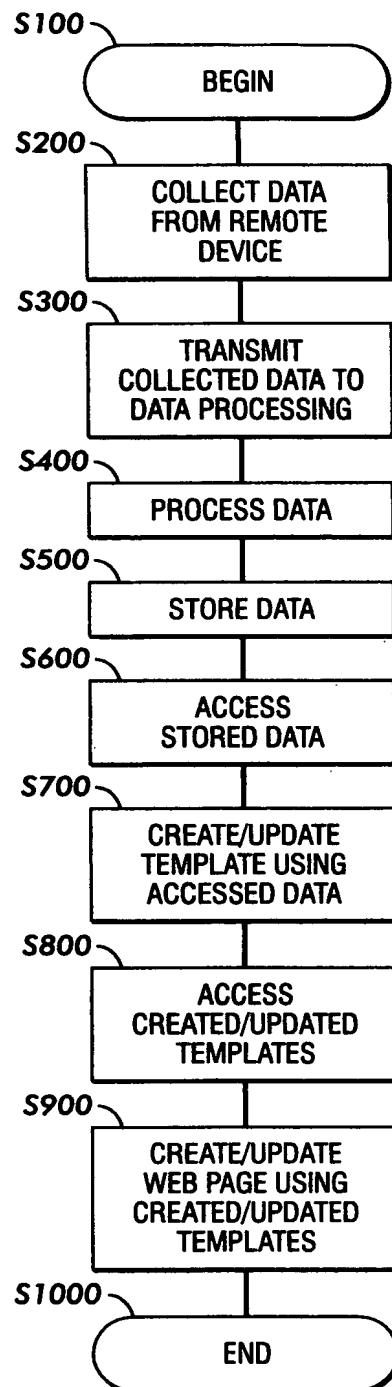 S100
BEGIN
S200
COLLECT DATA
FROM REMOTE
DEVICE
S300
TRANSMIT
COLLECTED DATA TO
DATA PROCESSING
S400
PROCESS DATA
S500
STORE DATA
S600
ACCESS
STORED DATA
S700
CREATE/UPDATE
TEMPLATE USING
ACCESSED DATA
S800
ACCESS
CREATED/UPDATED
TEMPLATES
S900
CREATE/UPDATE
WEB PAGE USING
CREATED/UPDATED
TEMPLATES
S1000
END